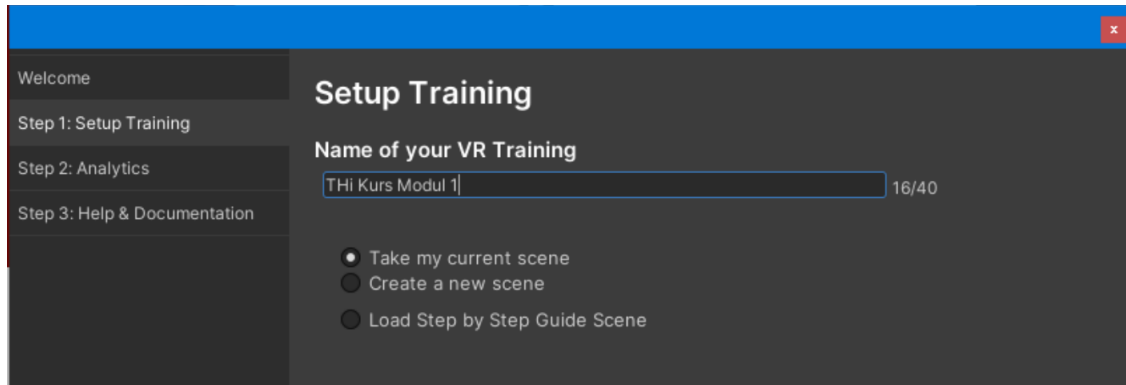 x
Welcome
Step 1: Setup Training
Step 2: Analytics
Step 3: Help & Documentation
Setup Training
Name of your VR Training
THi Kurs Modul 1
16/40
Take my current scene
Create a new scene
Load Step by Step Guide Scene